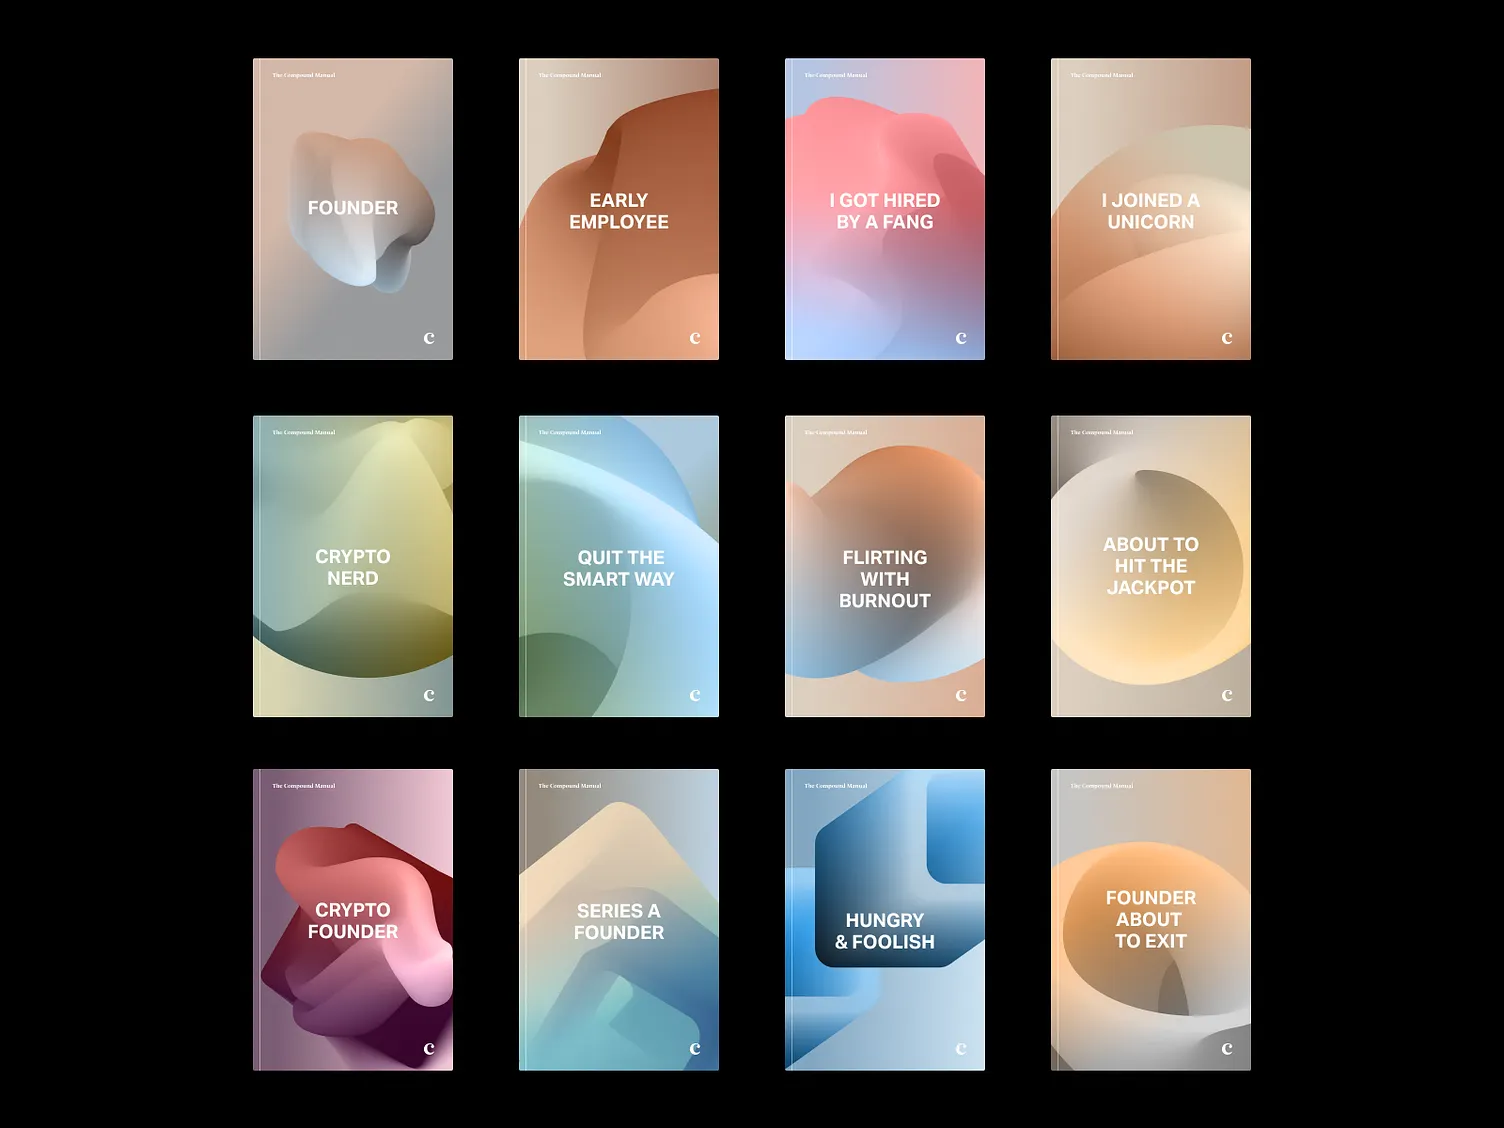 The Compound Manual
FOUNDER
c
The Compound Manual
EARLY
EMPLOYEE
c
The Compound Manual
I GOT HIRED
BY A FANG
c
The Compound Manual
I JOINED A
UNICORN
c
The Compound Manual
CRYPTO
NERD
c
The Compound Manual
QUIT THE
SMART WAY
c
The Compound Manual
FLIRTING
WITH
BURNOUT
c
The Compound Manual
ABOUT TO
HIT THE
JACKPOT
c
The Compound Manual
CRYPTO
FOUNDER
c
The Compound Manual
SERIES A
FOUNDER
c
The Compound Manual
HUNGRY
& FOOLISH
c
The Compound Manual
FOUNDER
ABOUT
TO EXIT
c